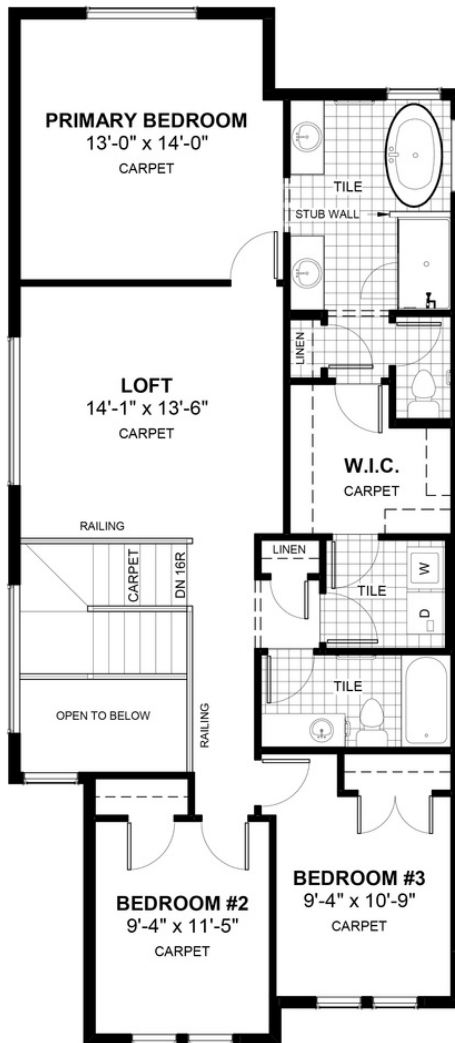 PRIMARY BEDROOM
13'-0" x 14'-0"
CARPET
TILE
STUB WALL
LINEN
LOFT
14'-1" x 13'-6"
CARPET
W.I.C.
CARPET
RAILING
CARPET
DN 16R
LINEN
TILE
W
D
OPEN TO BELOW
RAILING
TILE
BEDROOM #2
9'-4" x 11'-5"
CARPET
BEDROOM #3
9'-4" x 10'-9"
CARPET